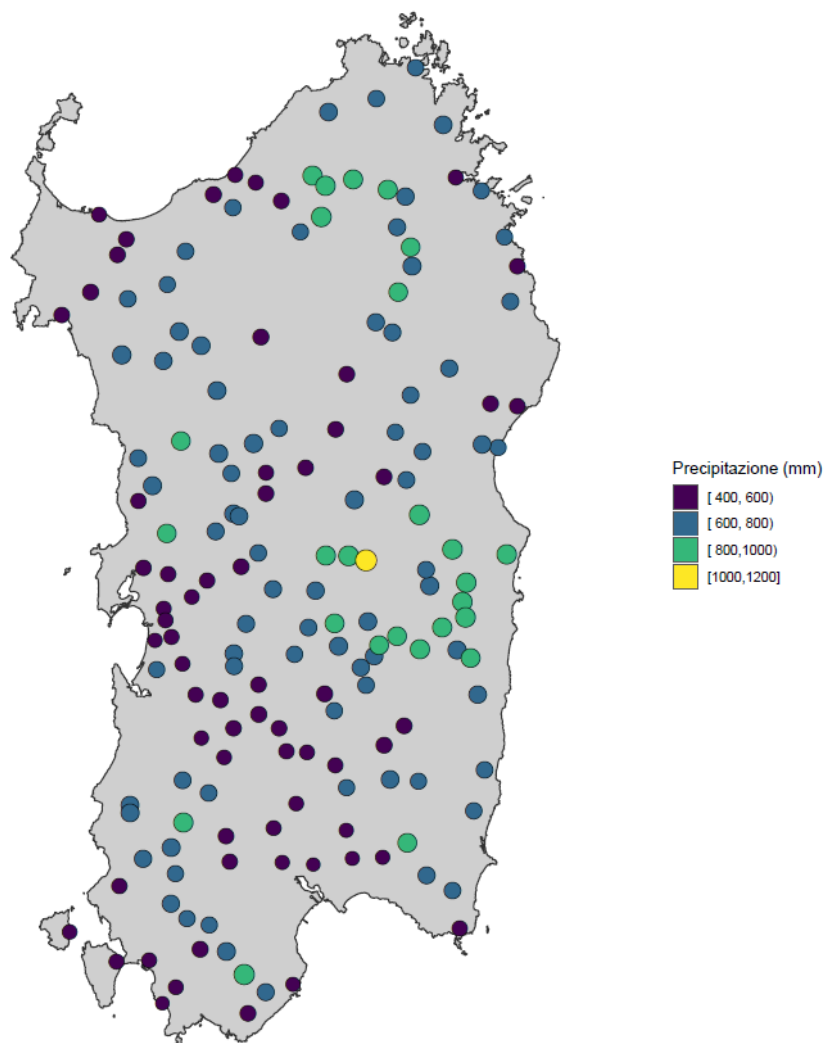 Precipitazione (mm)
[ 400, 600)
[ 600, 800)
[ 800,1000)
[1000,1200]